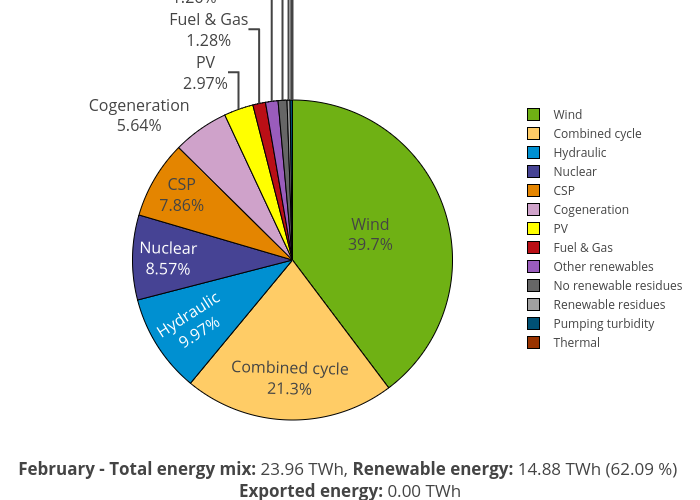 Fuel & Gas
1.28%
PV
2.97%
Cogeneration
5.64%
CSP
7.86%
Nuclear
8.57%
Hydraulic
9.97%
Combined cycle
21.3%
Wind
39.7%
Wind
Combined cycle
Hydraulic
Nuclear
CSP
Cogeneration
PV
Fuel & Gas
Other renewables
No renewable residues
Renewable residues
Pumping turbidity
Thermal
February - Total energy mix: 23.96 TWh, Renewable energy: 14.88 TWh (62.09 %)
Exported energy: 0.00 TWh